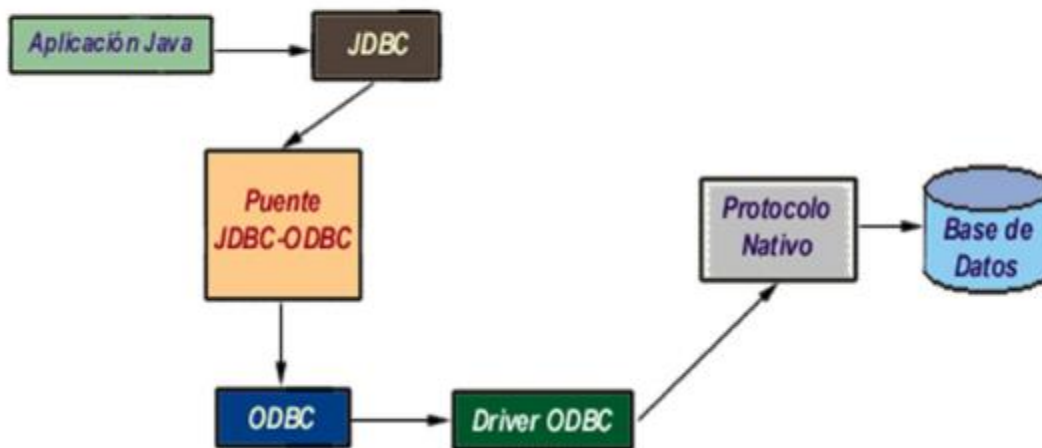 Aplicación Java
JDBC
Puente
JDBC-ODBC
ODBC
Driver ODBC
Protocolo
Nativo
Base de
Datos